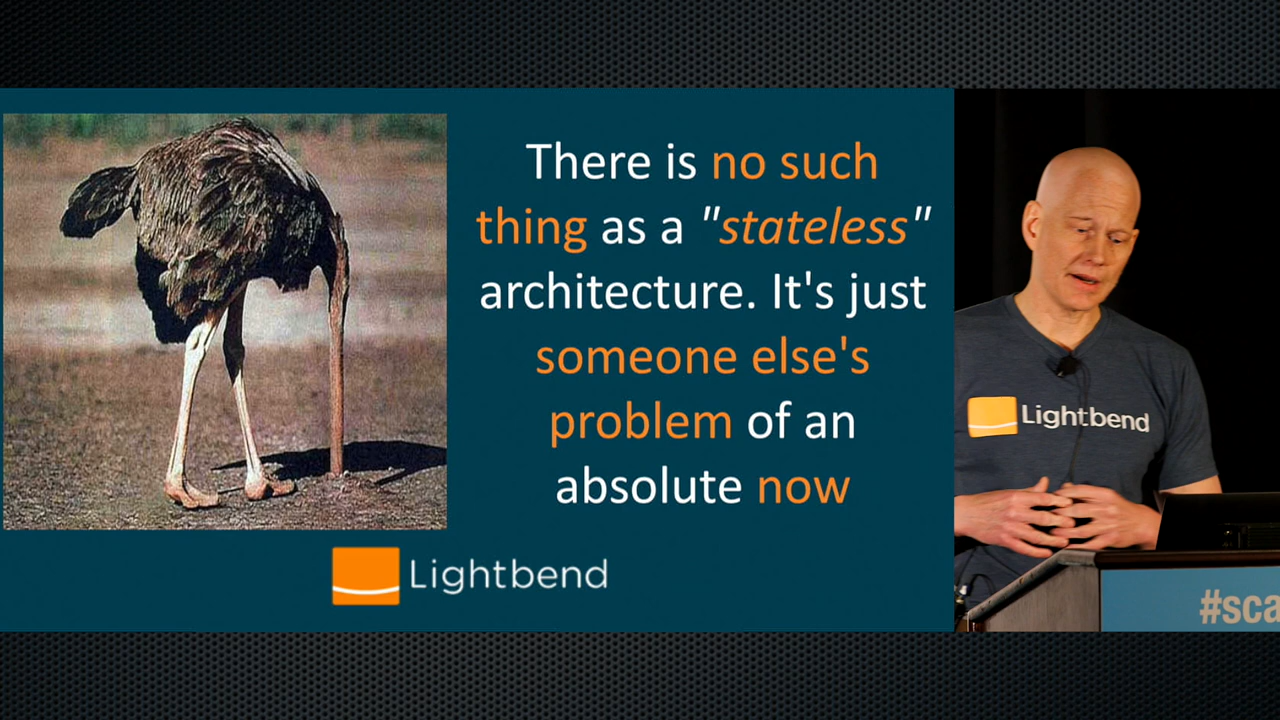 There is no such
thing as a "stateless"
architecture. It's just
someone else's
problem of an
absolute now
Lightbend
Lightbend
#sca